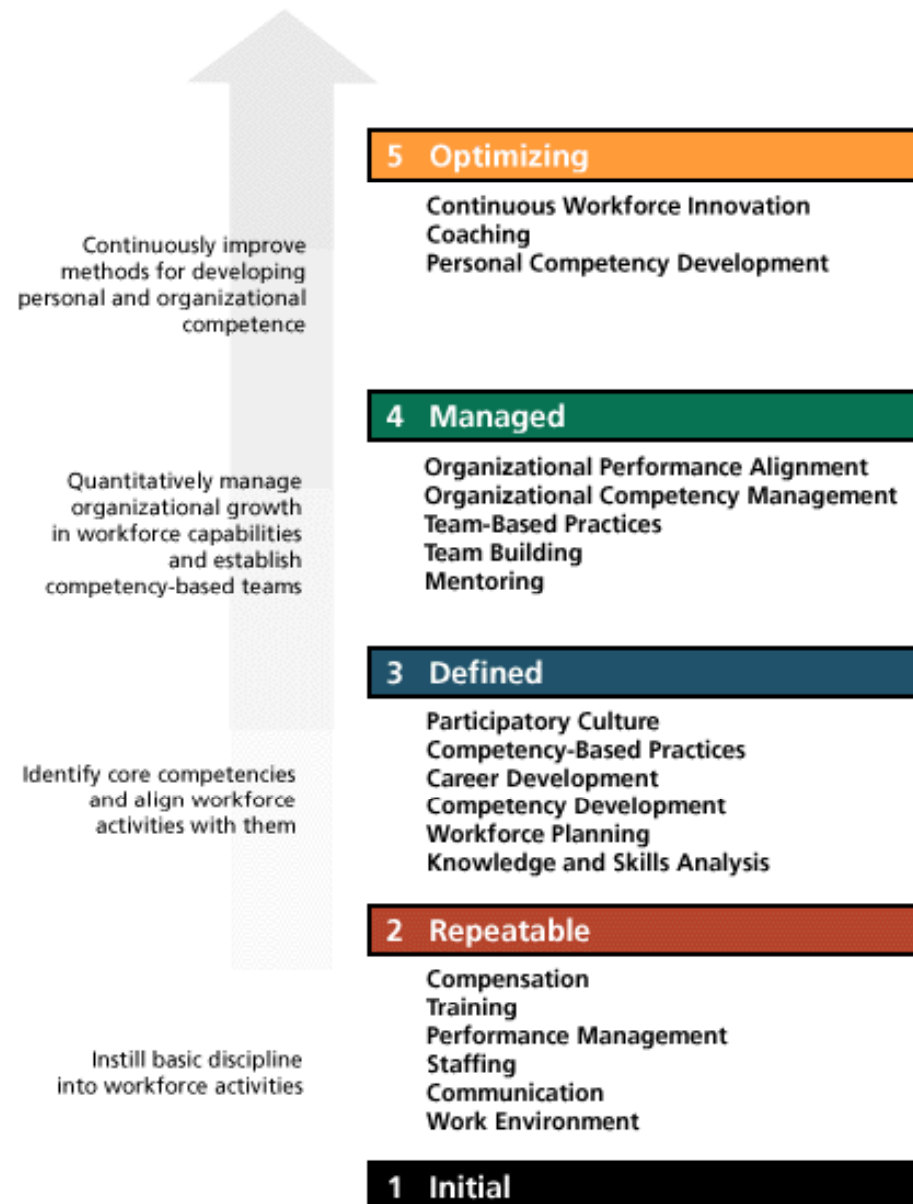 5 Optimizing
Continuous Workforce Innovation
Coaching
Personal Competency Development
Continuously improve
methods for developing
personal and organizational
competence
4 Managed
Organizational Performance Alignment
Organizational Competency Management
Team-Based Practices
Team Building
Mentoring
Quantitatively manage
organizational growth
in workforce capabilities
and establish
competency-based teams
3 Defined
Participatory Culture
Competency-Based Practices
Career Development
Competency Development
Workforce Planning
Knowledge and Skills Analysis
Identify core competencies
and align workforce
activities with them
2 Repeatable
Compensation
Training
Performance Management
Staffing
Communication
Work Environment
Instill basic discipline
into workforce activities
1 Initial